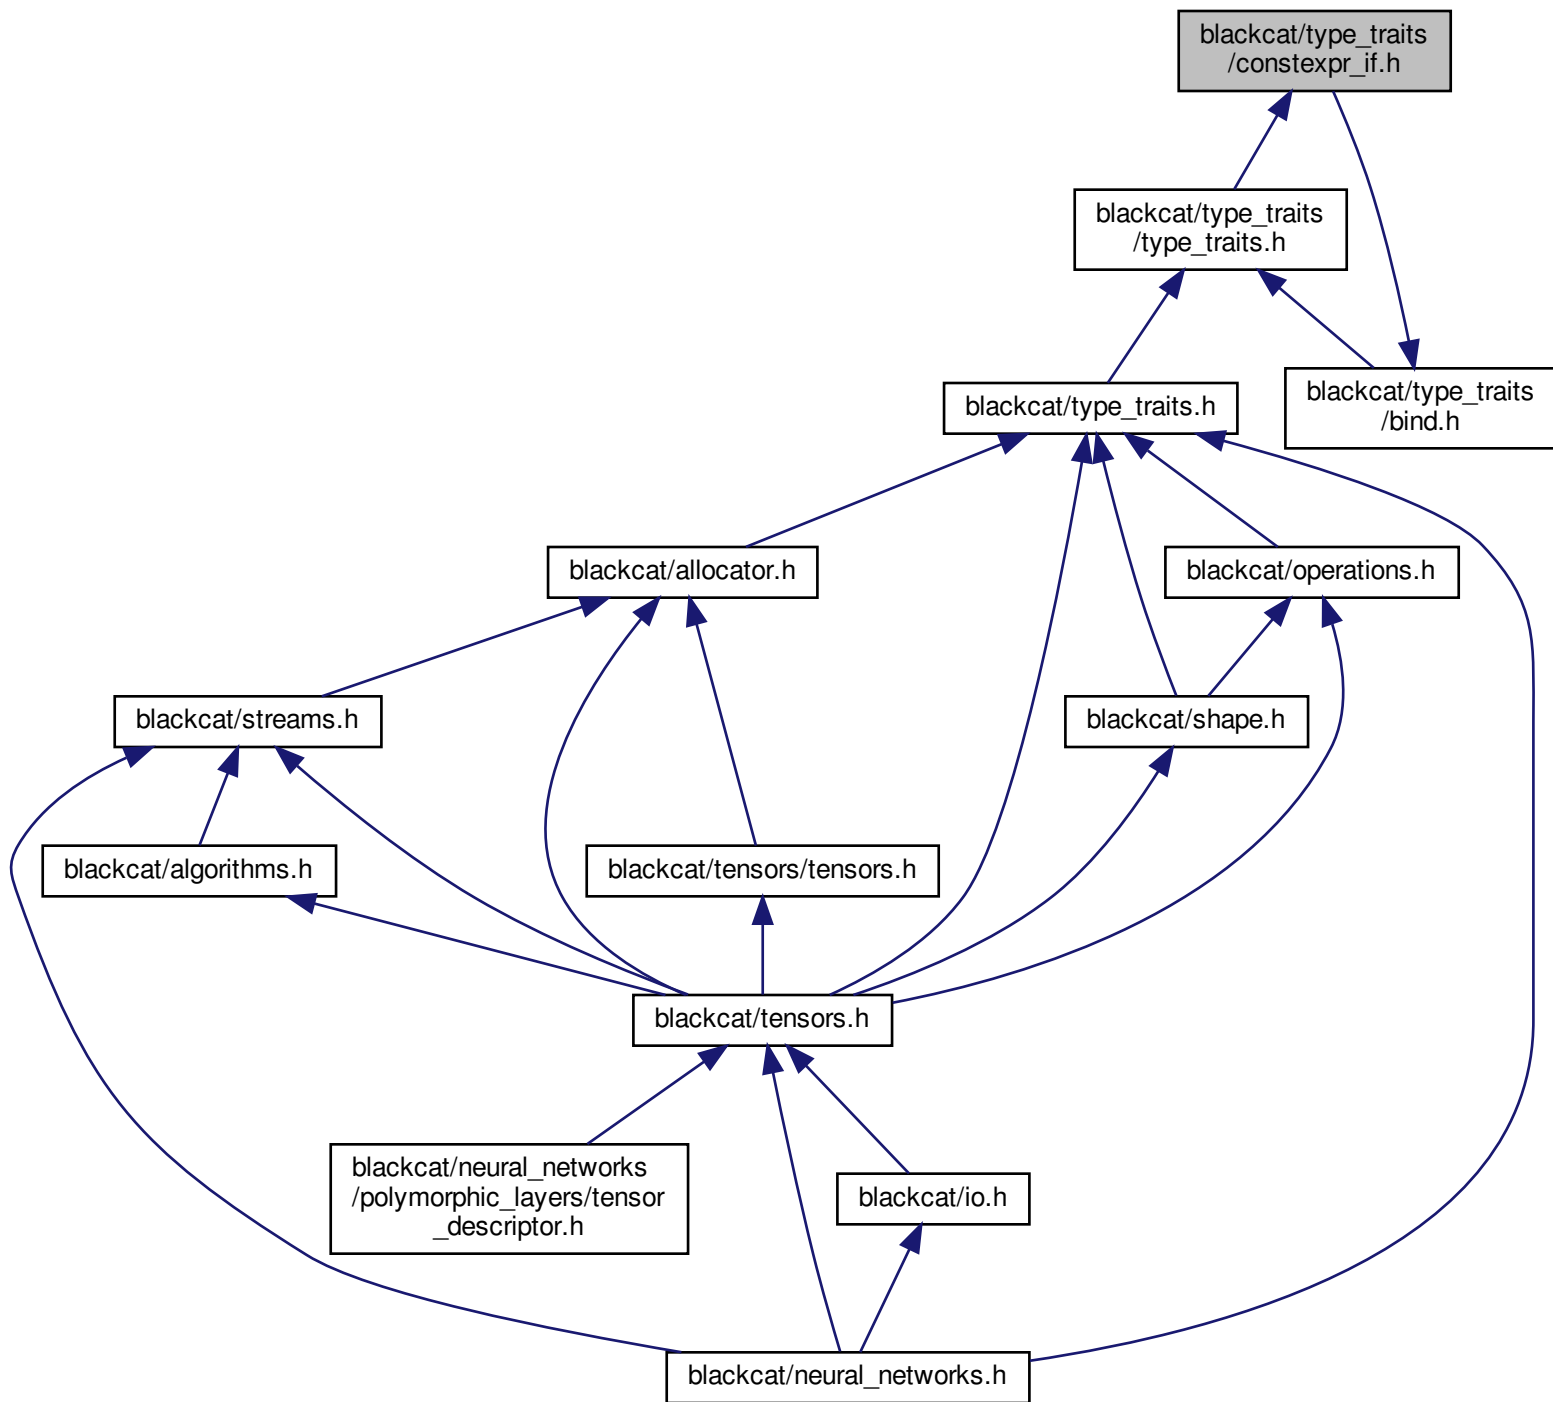 blackcat/type_traits
/constexpr_if.h
blackcat/type_traits
/type_traits.h
blackcat/type_traits.h
blackcat/type_traits
/bind.h
blackcat/allocator.h
blackcat/operations.h
blackcat/streams.h
blackcat/shape.h
blackcat/algorithms.h
blackcat/tensors/tensors.h
blackcat/tensors.h
blackcat/neural_networks
/polymorphic_layers/tensor
_descriptor.h
blackcat/io.h
blackcat/neural_networks.h